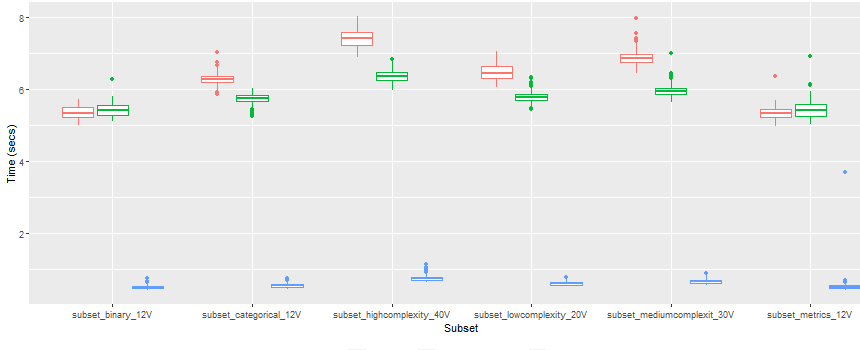 8
6
4
2
Time (secs)
subset_binary_12V
subset_categorical_12V
subset_highcomplexity_40V
subset_lowcomplexity_20V
subset_mediumcomplexit_30V
subset_metrics_12V
Subset